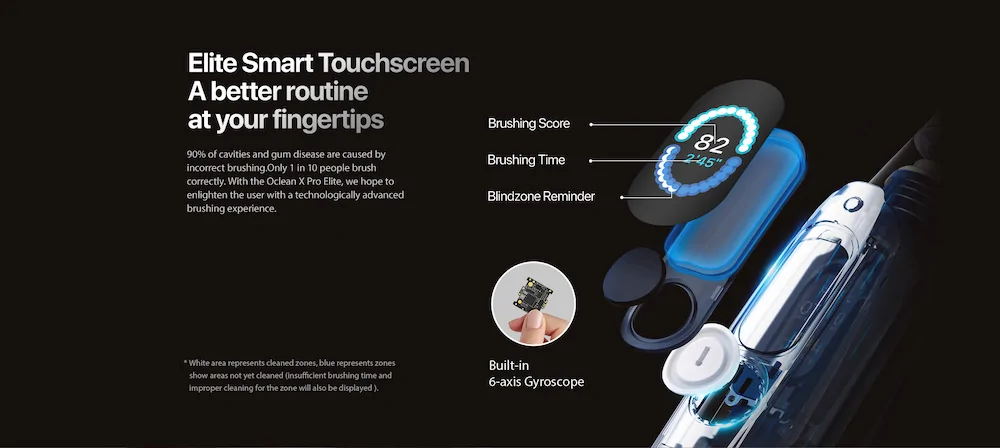 Elite Smart Touchscreen
A better routine
at your fingertips
90% of cavities and gum disease are caused by
incorrect brushing.Only 1 in 10 people brush
correctly. With the Oclean X Pro Elite, we hope to
enlighten the user with a technologically advanced
brushing experience.
Brushing Score
Brushing Time
Blindzone Reminder
82
2'45"
Built-in
6-axis Gyroscope
* White area represents cleaned zones, blue represents zones
show areas not yet cleaned (insufficient brushing time and
improper cleaning for the zone will also be displayed ).